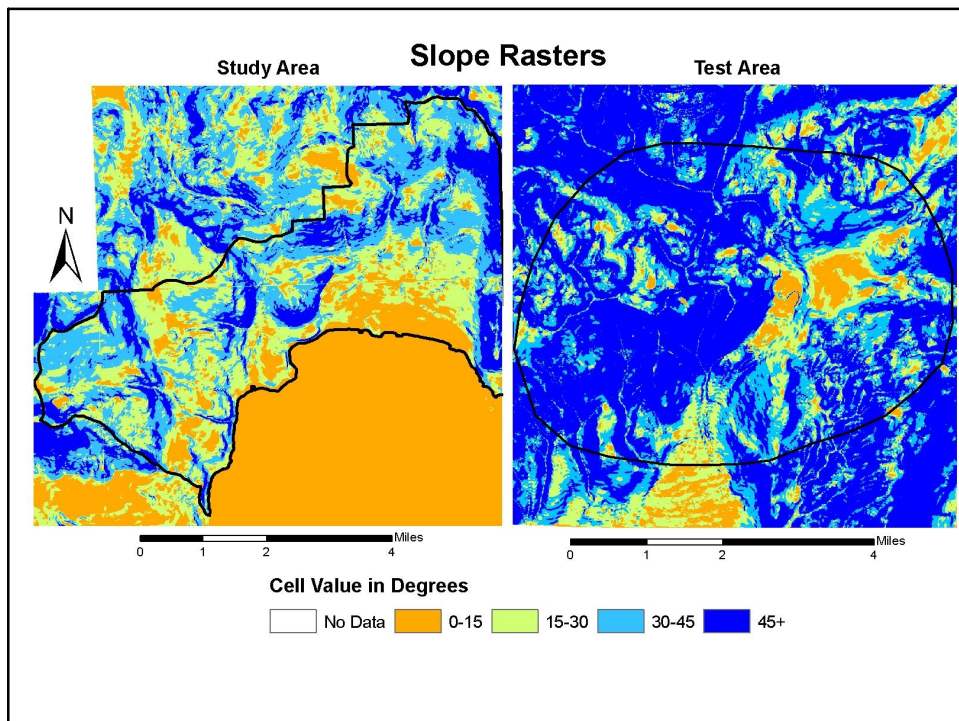 Slope Rasters
Study Area
Test Area
N
Miles
0 1 2 4
Miles
0 1 2 4
Cell Value in Degrees
No Data 0-15 15-30 30-45 45+